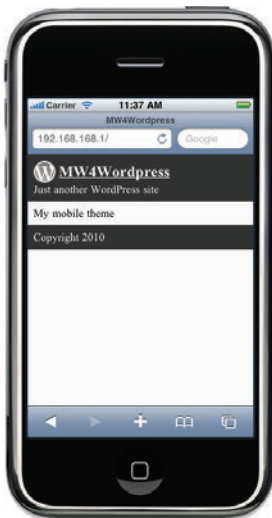 Carrier 11:37 AM
MW4Wordpress
192.168.168.1/ Google
MW4Wordpress
Just another WordPress site
My mobile theme
Copyright 2010